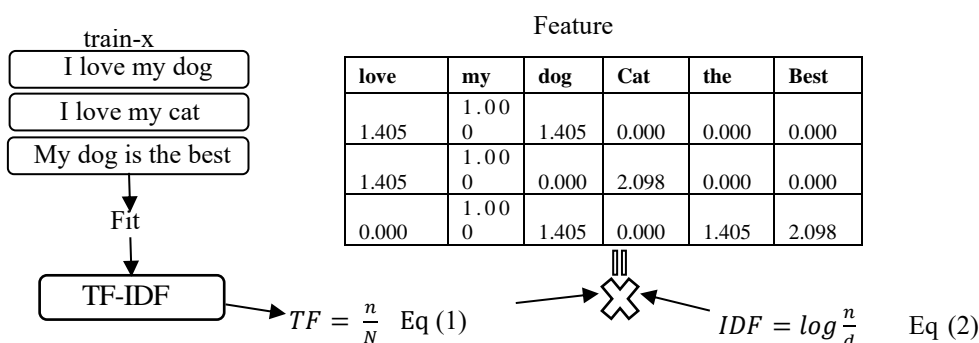 Feature
train-x
I love my dog
I love my cat
My dog is the best
Fit
TF-IDF
love my dog Cat the Best
1.405 1.000 1.405 0.000 0.000 0.000
1.405 1.000 0.000 2.098 0.000 0.000
0.000 1.000 1.405 0.000 1.405 2.098
TF = n/N Eq (1)
IDF = log n/d Eq (2)